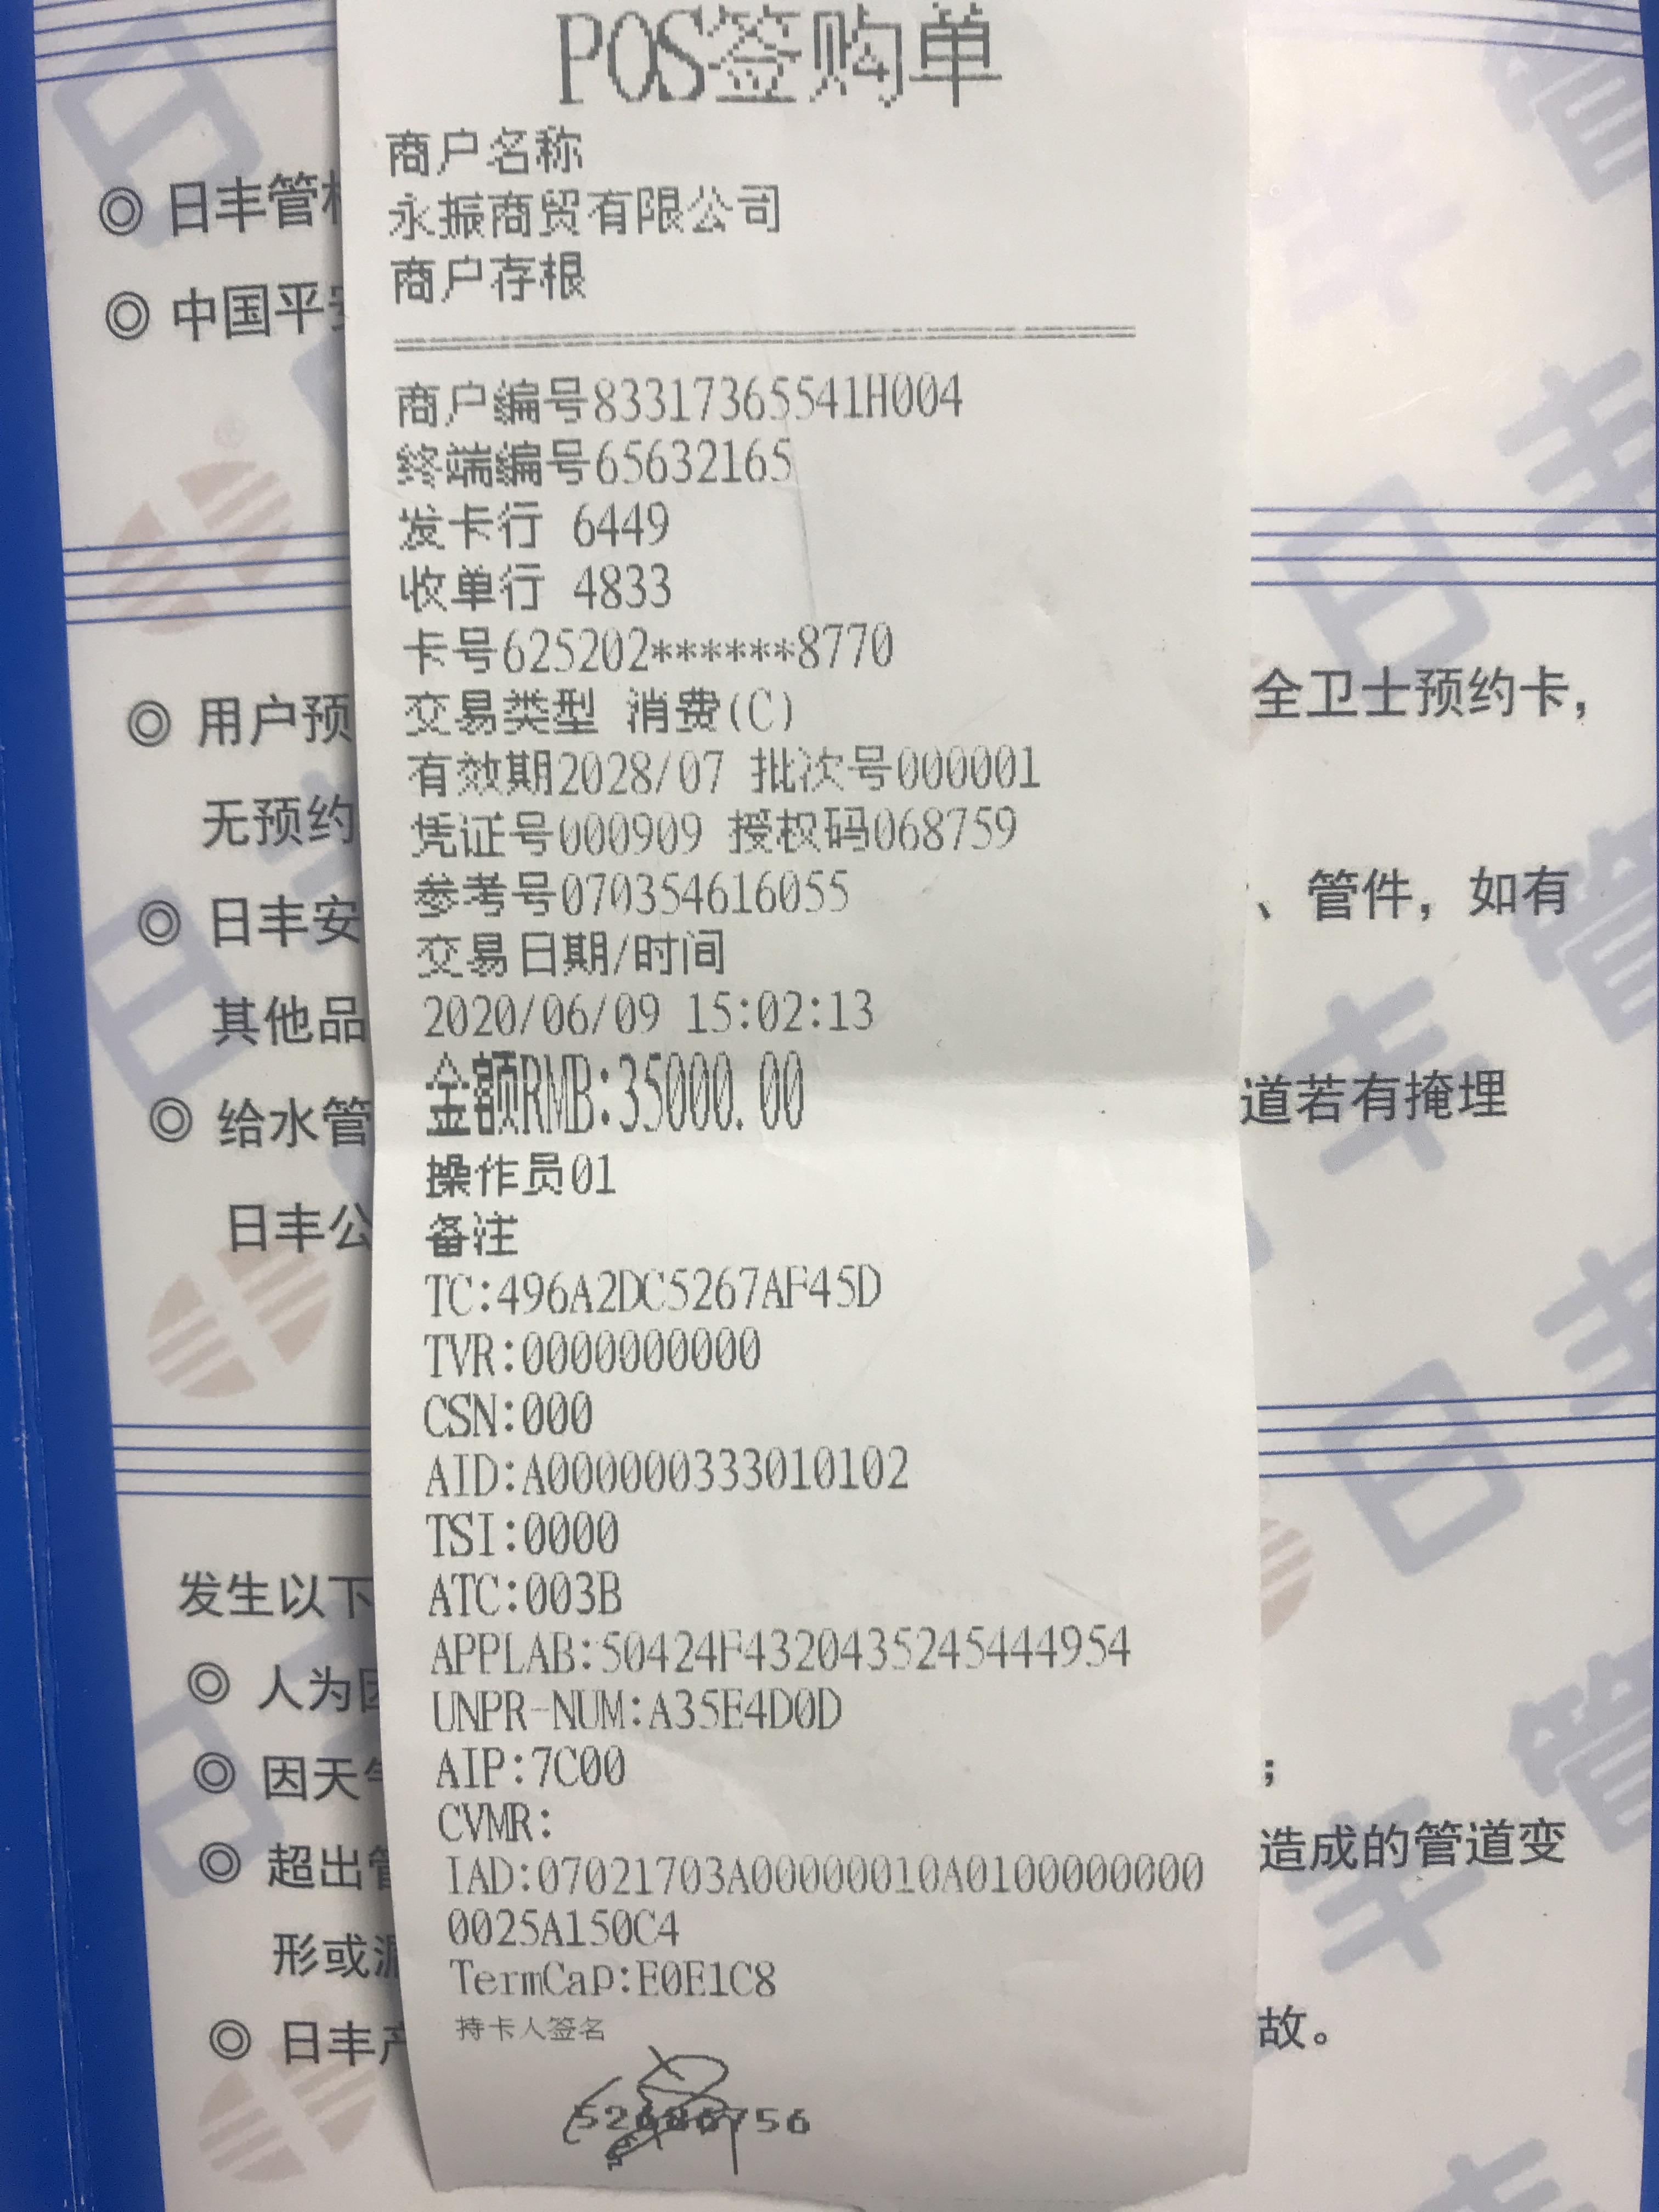 POS签购单
商户名称
永振商贸有限公司
商户存根
商户编号83317365541H004
终端编号65632165
发卡行 6449
收单行 4833
卡号625202******8770
交易类型 消费(C)
有效期2028/07 批次号000001
凭证号000909 授权码068759
参考号070354616055
交易日期/时间
2020/06/09 15:02:13
金额RMB:35000.00
操作员01
备注
TC:496A2DC5267AF45D
TVR:0000000000
CSN:000
AID:A000000333010102
TSI:0000
ATC:003B
APPLAB:50424F4320435245444954
UNPR-NUM:A35E4D0D
AIP:7C00
CVMR:
IAD:07021703A00000010A0100000000
0025A150C4
TermCap:E0E1C8
持卡人签名
◎ 日丰管
◎ 中国平
◎ 用户预
全卫士预约卡，
无预约
◎ 日丰安
、管件，如有
其他品
◎ 给水管
道若有掩埋
日丰公
发生以下
◎ 人为因
◎ 因天气
；
◎ 超出管
造成的管道变
形或
◎ 日丰产
故。
日丰管